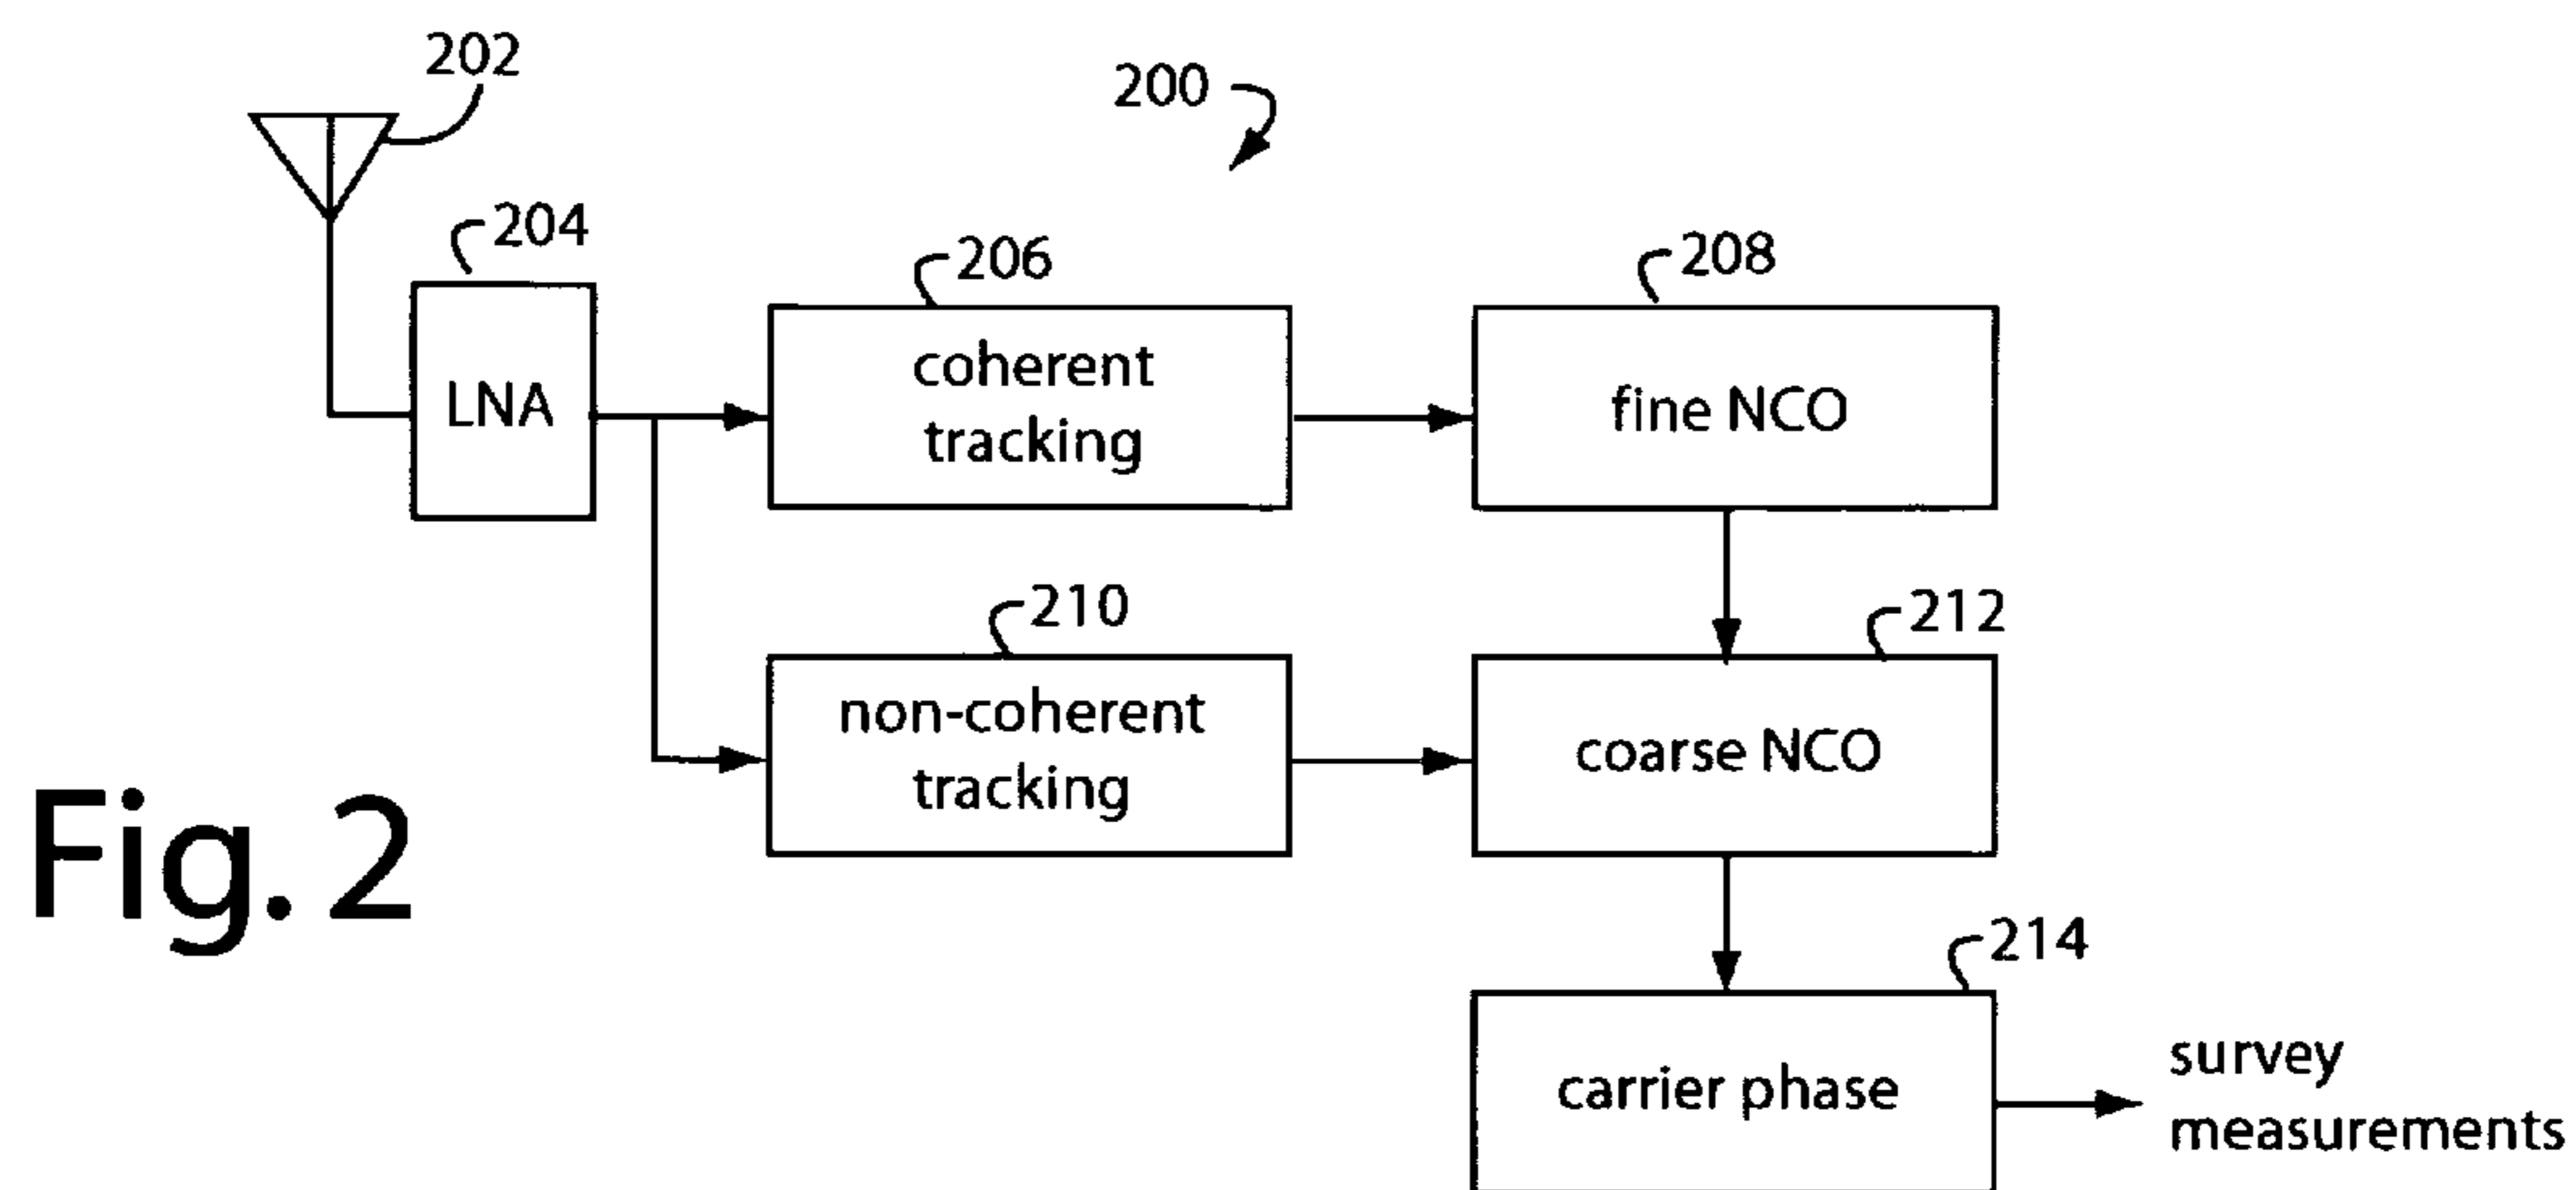 202
200
204
206
208
LNA
coherent
tracking
fine NCO
210
212
non-coherent
tracking
coarse NCO
Fig. 2
214
carrier phase
survey
measurements